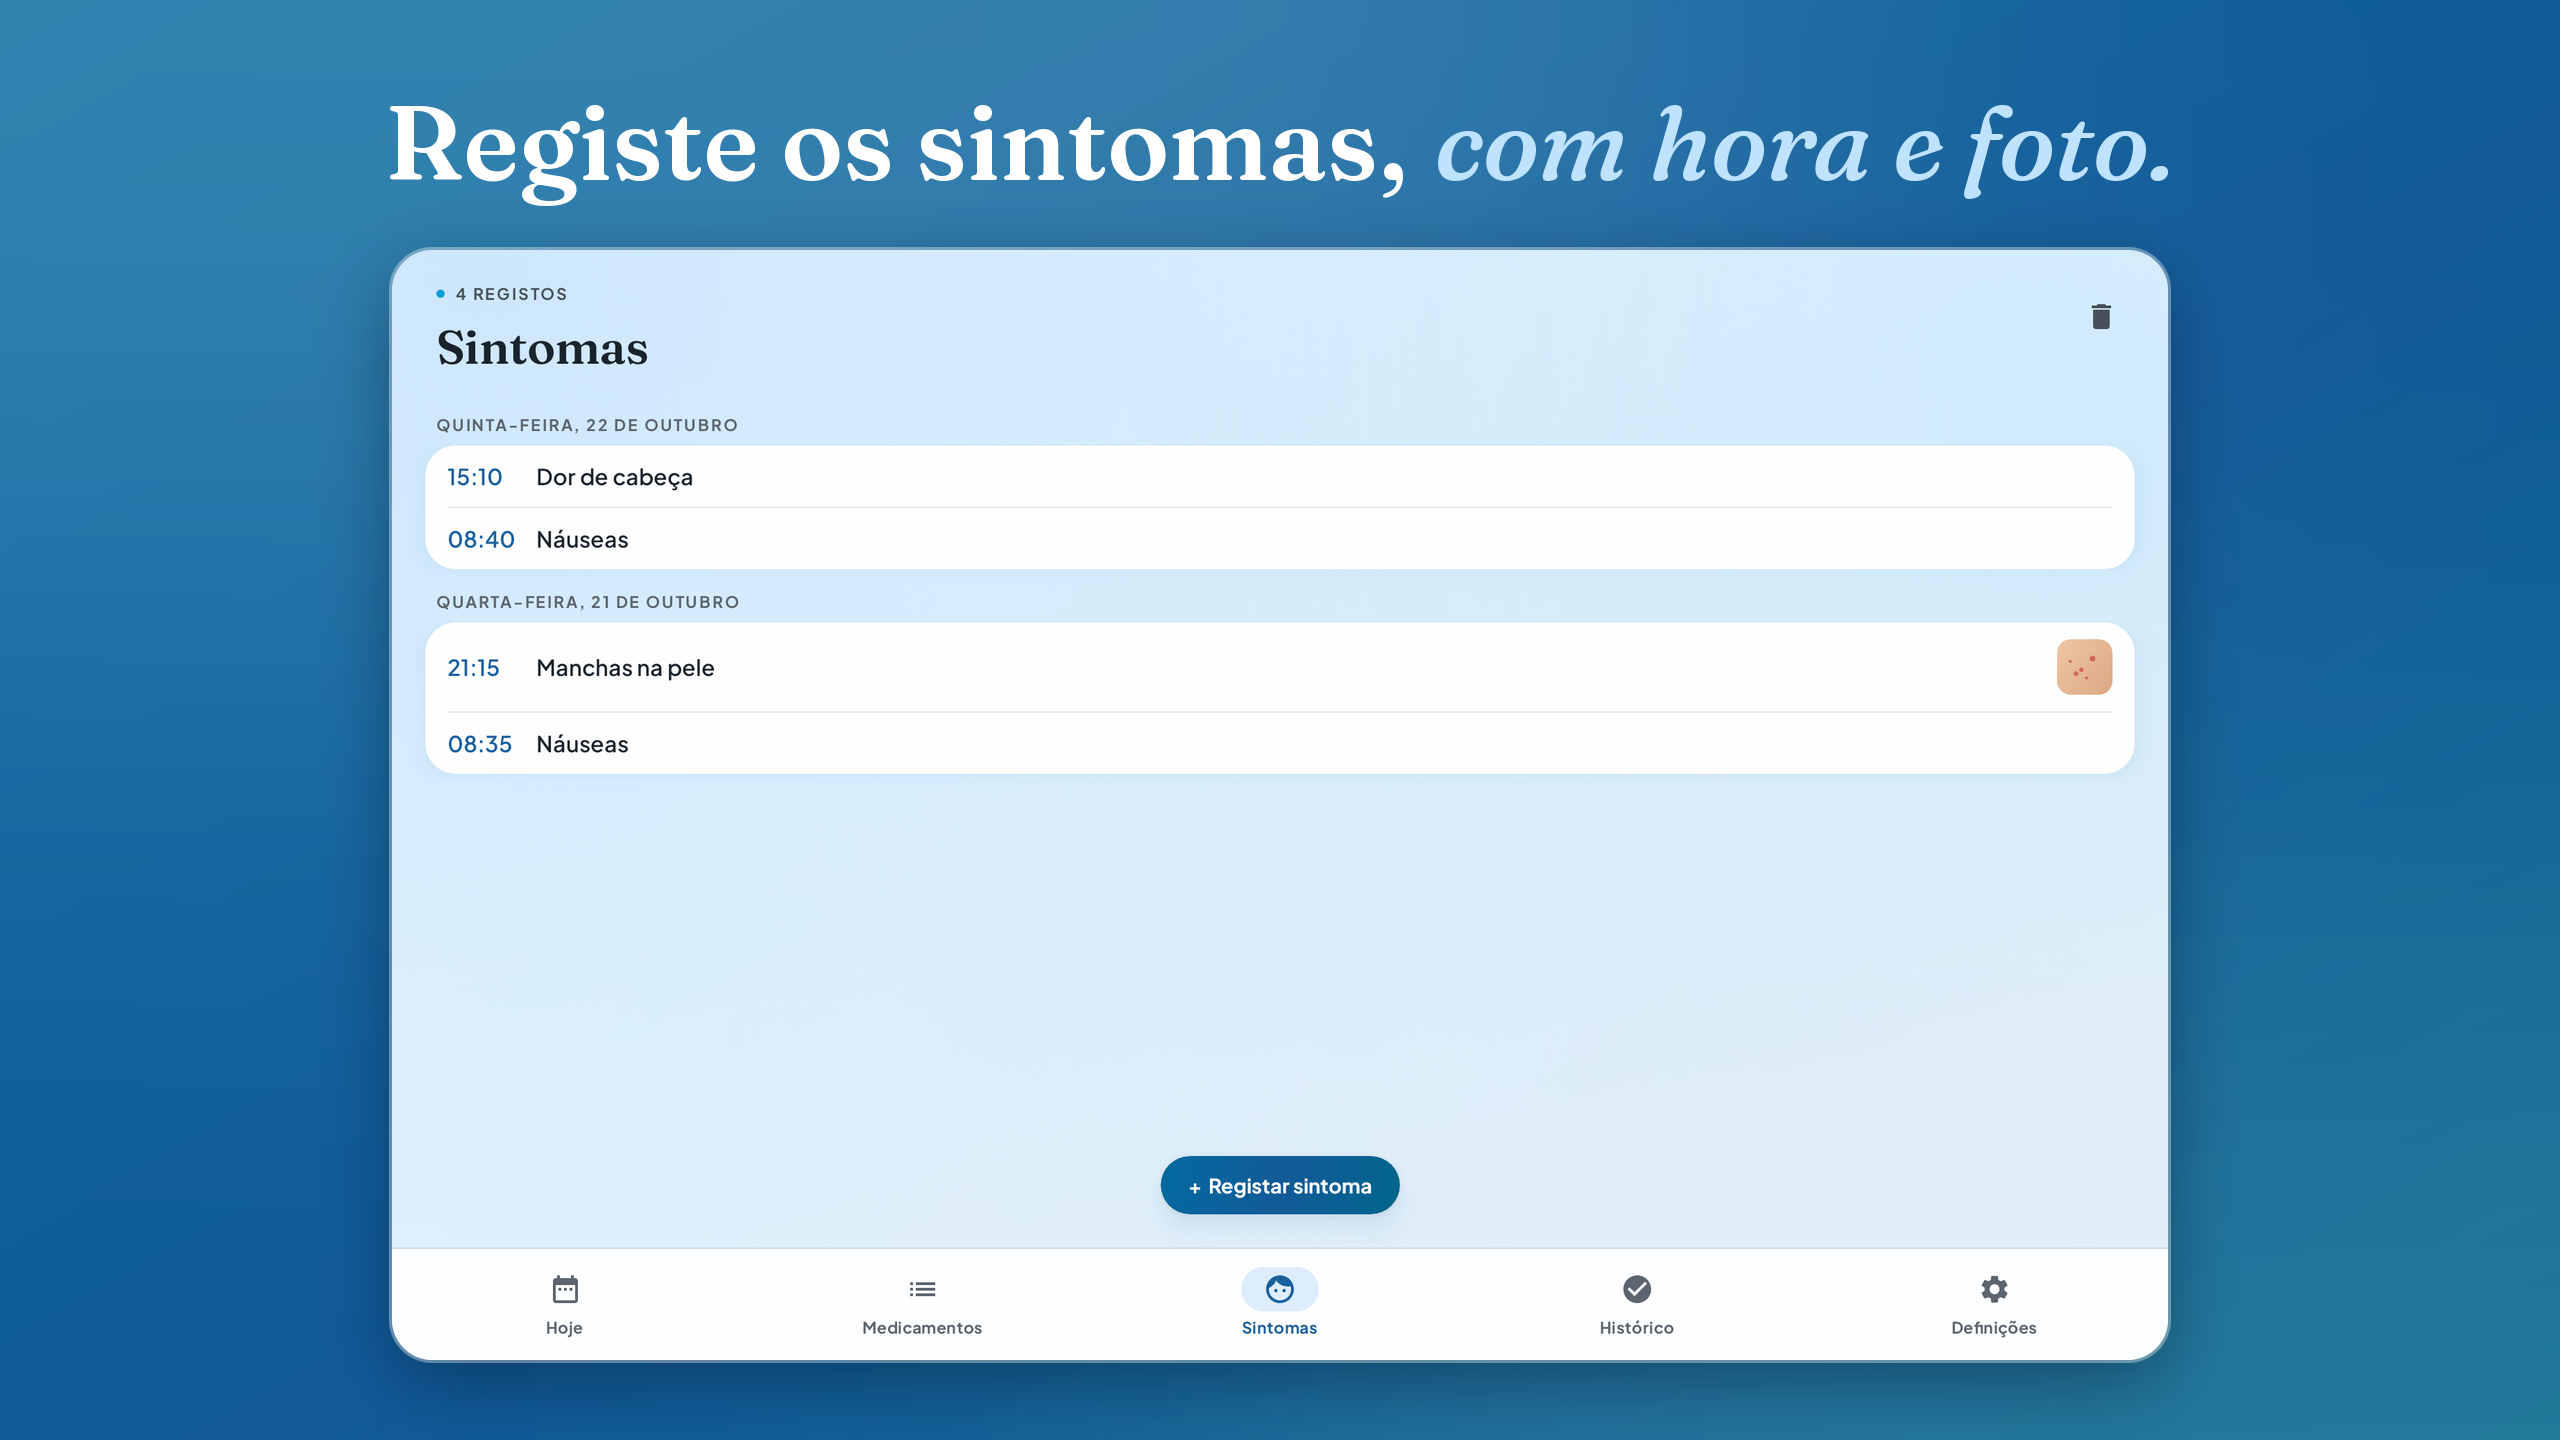 Registe os sintomas, com hora e foto.
4 REGISTOS
Sintomas
QUINTA-FEIRA, 22 DE OUTUBRO
15:10 Dor de cabeça
08:40 Náuseas
QUARTA-FEIRA, 21 DE OUTUBRO
21:15 Manchas na pele
08:35 Náuseas
+ Registar sintoma
Hoje Medicamentos Sintomas Histórico Definições